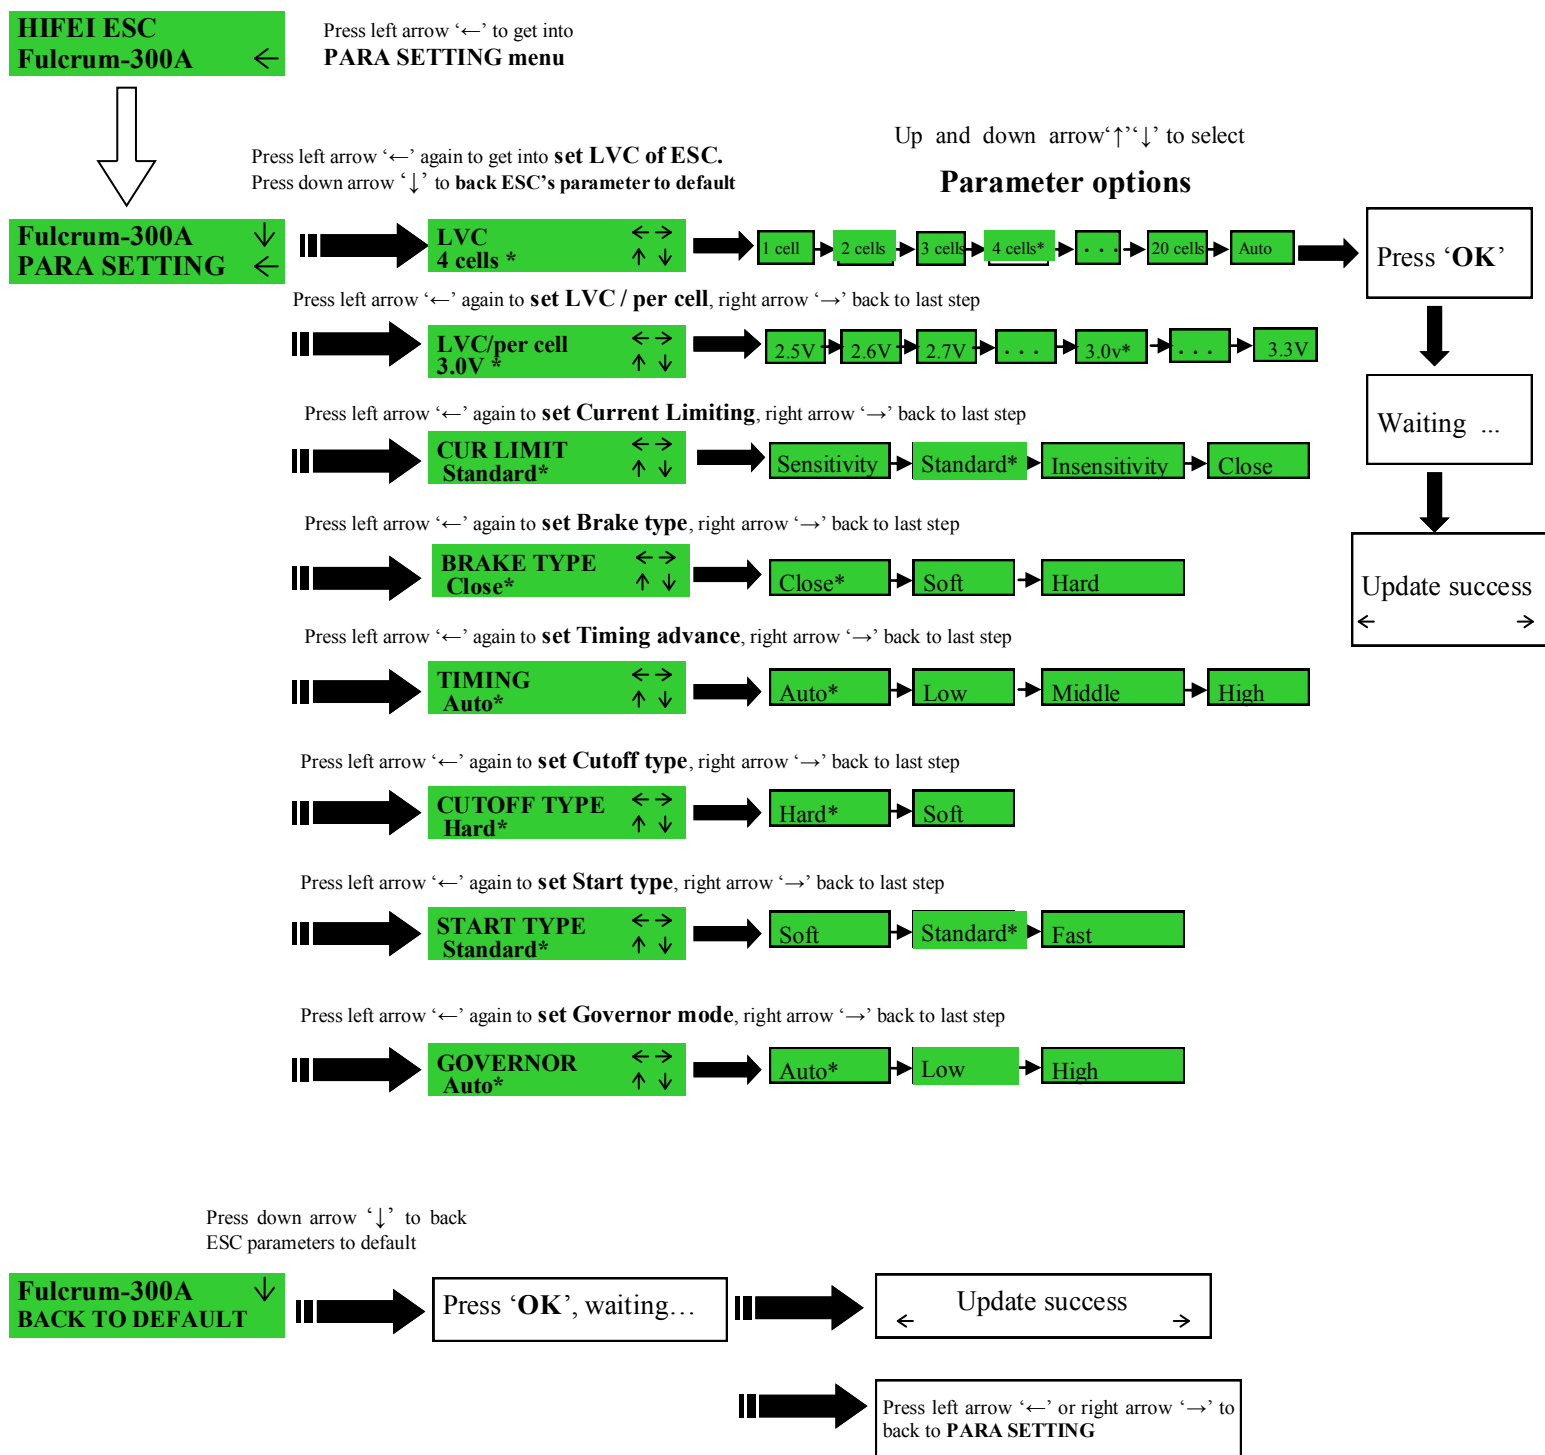 HIFEI ESC
Fulcrum-300A ←
Press left arrow ‘←’ to get into
PARA SETTING menu
Press left arrow ‘←’ again to get into set LVC of ESC.
Press down arrow ‘↓’ to back ESC’s parameter to default
Up and down arrow‘↑’‘↓’ to select
Parameter options
Fulcrum-300A ↓
PARA SETTING ←
LVC ← →
4 cells * ↑ ↓
1 cell 2 cells 3 cells 4 cells* . . . 20 cells Auto
Press ‘OK’
Press left arrow ‘←’ again to set LVC / per cell, right arrow ‘→’ back to last step
LVC/per cell ← →
3.0V * ↑ ↓
2.5V 2.6V 2.7V . . . 3.0v* . . . 3.3V
Waiting ...
Press left arrow ‘←’ again to set Current Limiting, right arrow ‘→’ back to last step
CUR LIMIT ← →
Standard* ↑ ↓
Sensitivity Standard* Insensitivity Close
Press left arrow ‘←’ again to set Brake type, right arrow ‘→’ back to last step
BRAKE TYPE ← →
Close* ↑ ↓
Close* Soft Hard
Update success
← →
Press left arrow ‘←’ again to set Timing advance, right arrow ‘→’ back to last step
TIMING ← →
Auto* ↑ ↓
Auto* Low Middle High
Press left arrow ‘←’ again to set Cutoff type, right arrow ‘→’ back to last step
CUTOFF TYPE ← →
Hard* ↑ ↓
Hard* Soft
Press left arrow ‘←’ again to set Start type, right arrow ‘→’ back to last step
START TYPE ← →
Standard* ↑ ↓
Soft Standard* Fast
Press left arrow ‘←’ again to set Governor mode, right arrow ‘→’ back to last step
GOVERNOR ← →
Auto* ↑ ↓
Auto* Low High
Press down arrow ‘↓’ to back
ESC parameters to default
Fulcrum-300A ↓
BACK TO DEFAULT
Press ‘OK’, waiting…
Update success
← →
Press left arrow ‘←’ or right arrow ‘→’ to
back to PARA SETTING